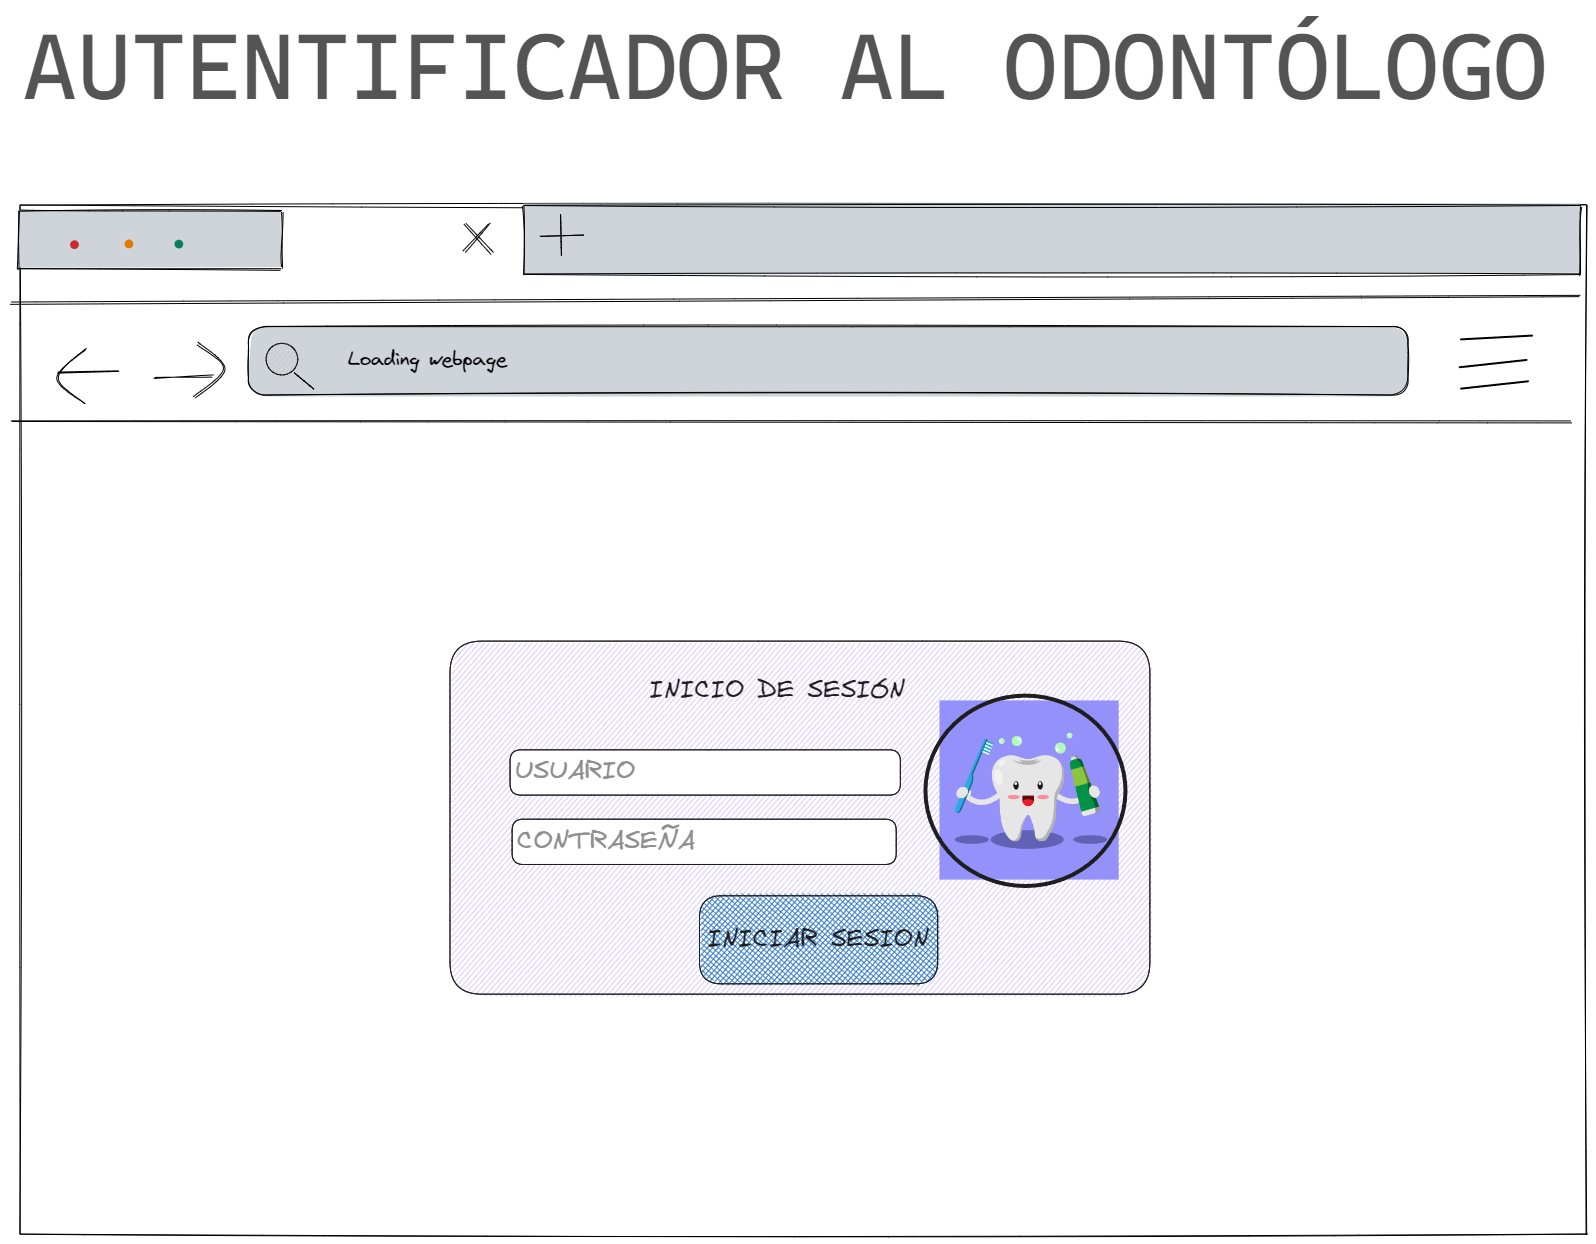 AUTENTIFICADOR AL ODONTÓLOGO
Loading webpage
INICIO DE SESIÓN
USUARIO
CONTRASEÑA
INICIAR SESION